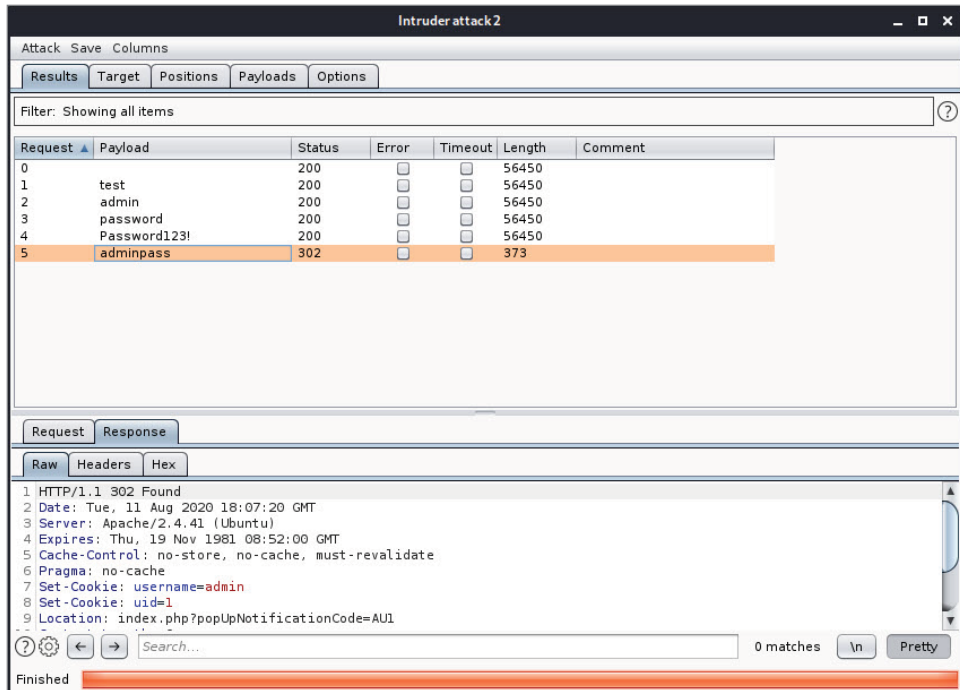 Intruder attack 2
Attack Save Columns
Results Target Positions Payloads Options
Filter: Showing all items
Request Payload Status Error Timeout Length Comment
0 200 56450
1 test 200 56450
2 admin 200 56450
3 password 200 56450
4 Password123! 200 56450
5 adminpass 302 373
Request Response
Raw Headers Hex
1 HTTP/1.1 302 Found
2 Date: Tue, 11 Aug 2020 18:07:20 GMT
3 Server: Apache/2.4.41 (Ubuntu)
4 Expires: Thu, 19 Nov 1981 08:52:00 GMT
5 Cache-Control: no-store, no-cache, must-revalidate
6 Pragma: no-cache
7 Set-Cookie: username=admin
8 Set-Cookie: uid=1
9 Location: index.php?popUpNotificationCode=AU1
Search... 0 matches \n Pretty
Finished